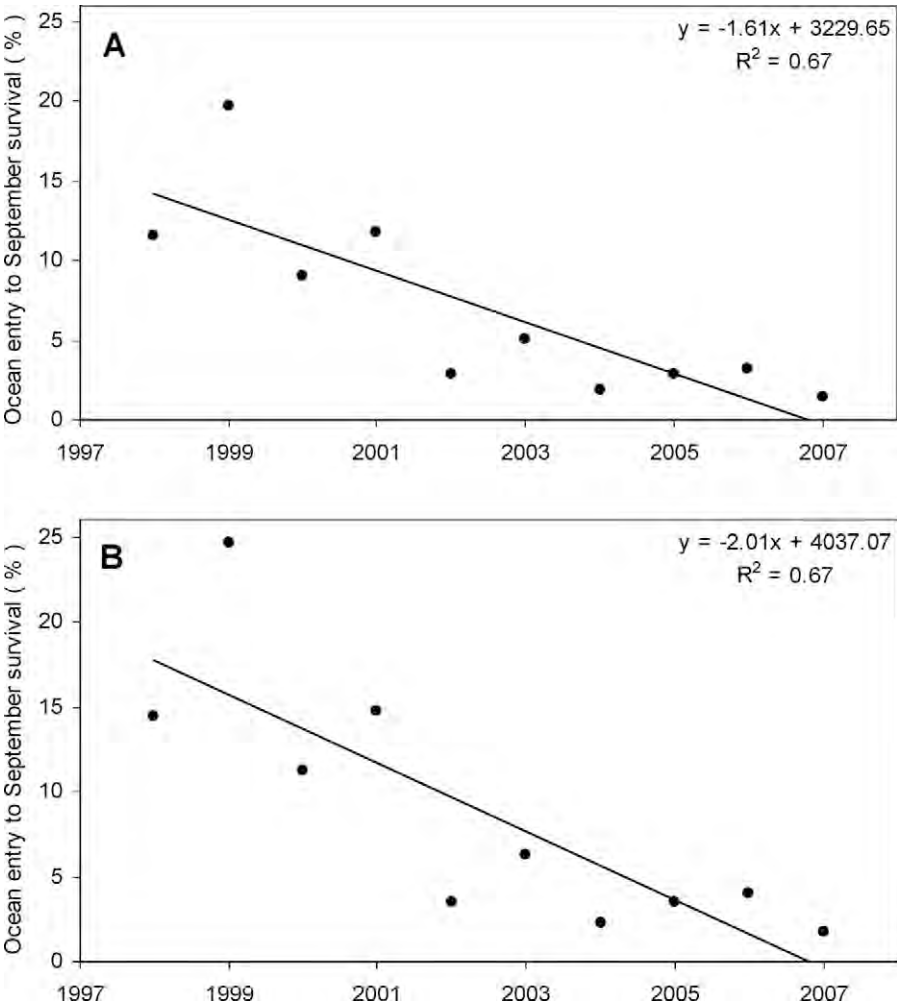 A
y = -1.61x + 3229.65
R² = 0.67
Ocean entry to September survival ( % )
25
20
15
10
5
0
1997 1999 2001 2003 2005 2007
B
y = -2.01x + 4037.07
R² = 0.67
Ocean entry to September survival ( % )
25
20
15
10
5
0
1997 1999 2001 2003 2005 2007